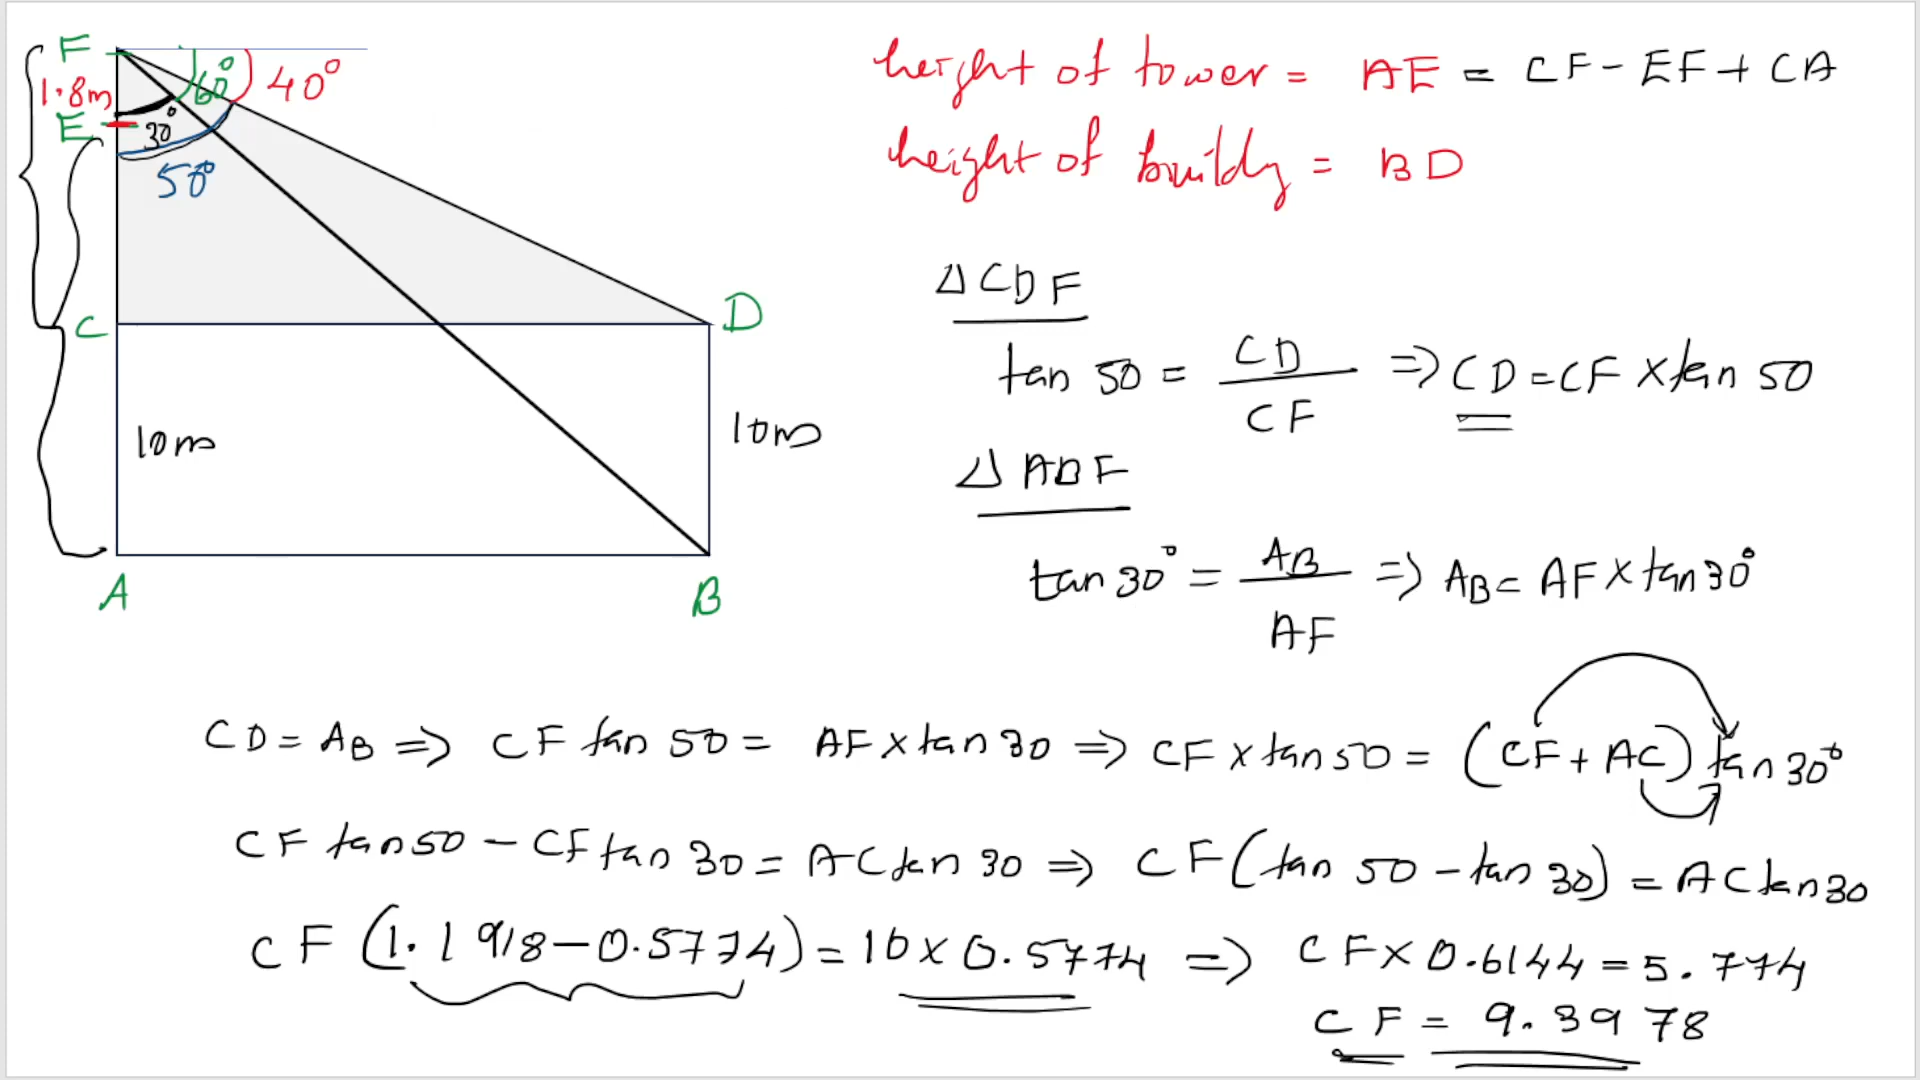 F 60° 40°
1.8m
E 30°
50°
C D
10m 10m
A B
height of tower = AE = CF - EF + CA
height of buildg = BD
△CDF
tan 50 = CD/CF => CD = CF × tan 50
△ABF
tan 30° = AB/AF => AB = AF × tan 30°
CD = AB => CF tan 50 = AF × tan 30 => CF × tan 50 = (CF + AC) tan 30°
CF tan 50 - CF tan 30 = AC tan 30 => CF (tan 50 - tan 30) = AC tan 30
CF (1.1918 - 0.5774) = 10 × 0.5774 => CF × 0.6144 = 5.774
CF = 9.3978